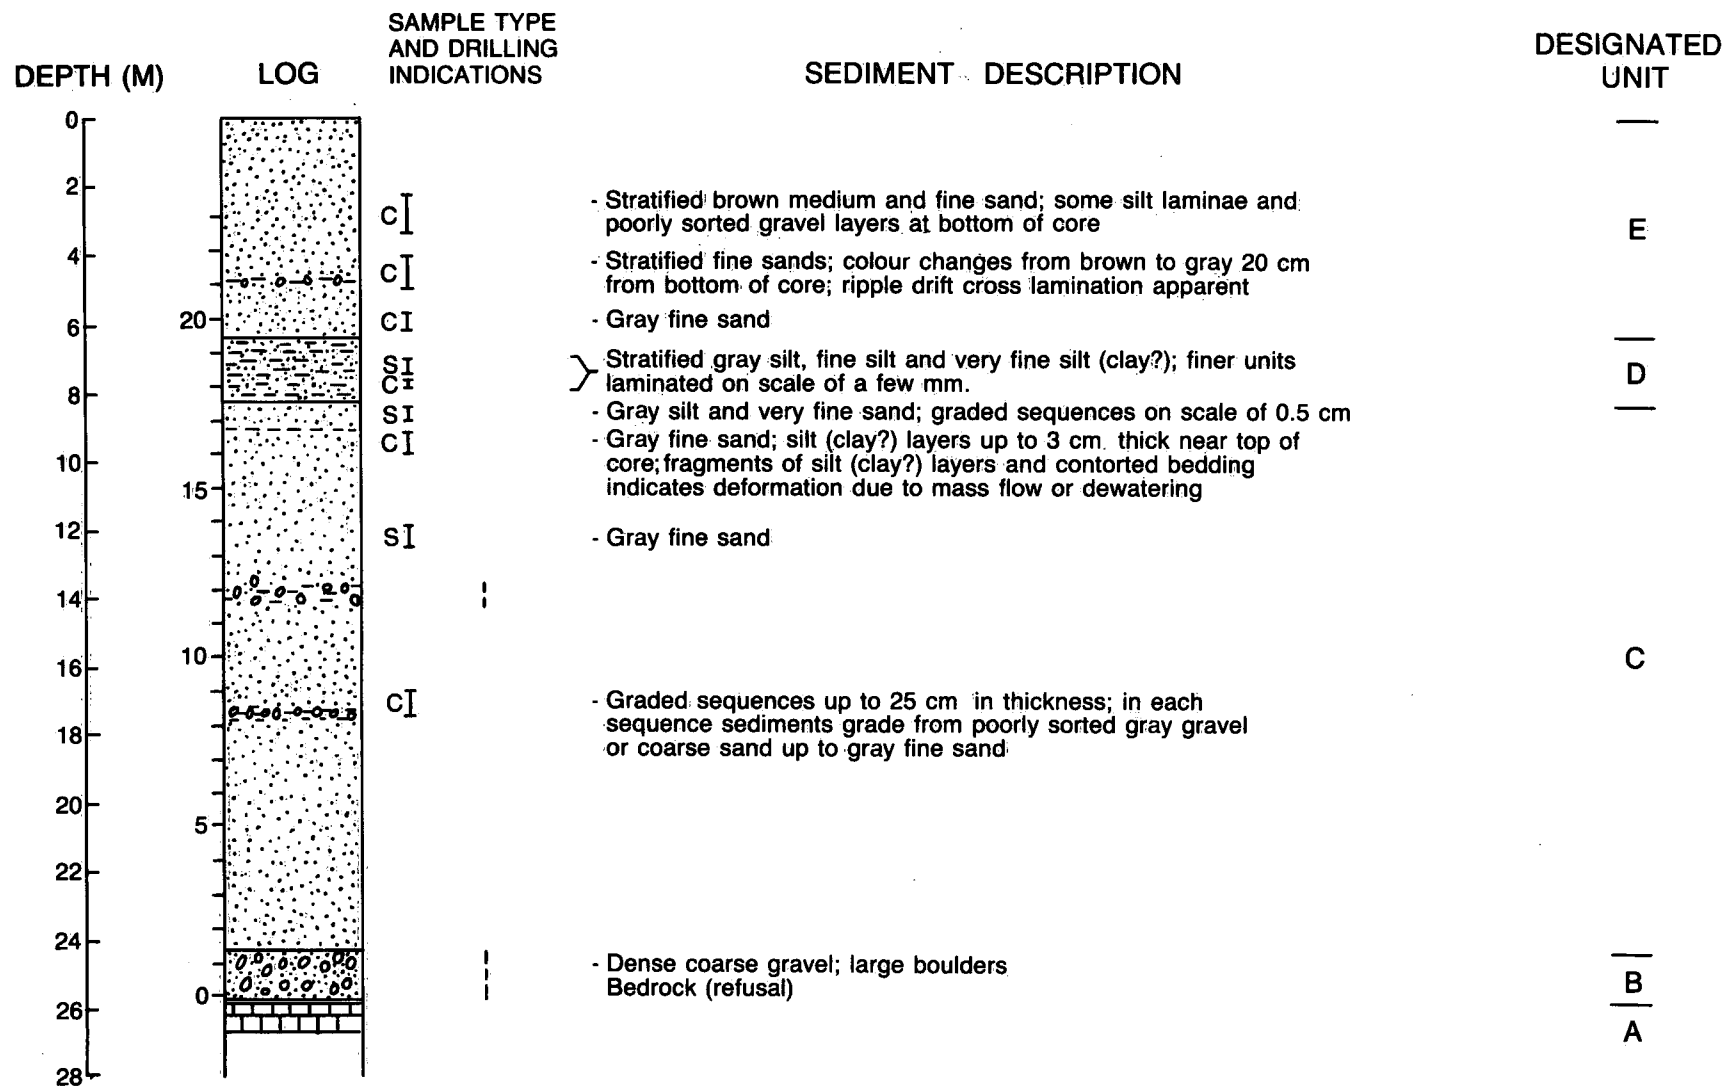 SAMPLE TYPE
AND DRILLING
INDICATIONS
DEPTH (M)
LOG
SEDIMENT DESCRIPTION
DESIGNATED
UNIT
0
2
4
6
8
10
12
14
16
18
20
22
24
26
28
20
15
10
5
0
C
C
C
S
C
S
C
S
C
- Stratified brown medium and fine sand; some silt laminae and
poorly sorted gravel layers at bottom of core
- Stratified fine sands; colour changes from brown to gray 20 cm
from bottom of core; ripple drift cross lamination apparent
- Gray fine sand
Stratified gray silt, fine silt and very fine silt (clay?); finer units
laminated on scale of a few mm.
- Gray silt and very fine sand; graded sequences on scale of 0.5 cm
- Gray fine sand; silt (clay?) layers up to 3 cm. thick near top of
core; fragments of silt (clay?) layers and contorted bedding
indicates deformation due to mass flow or dewatering
- Gray fine sand
- Graded sequences up to 25 cm in thickness; in each
sequence sediments grade from poorly sorted gray gravel
or coarse sand up to gray fine sand
- Dense coarse gravel; large boulders
Bedrock (refusal)
E
D
C
B
A